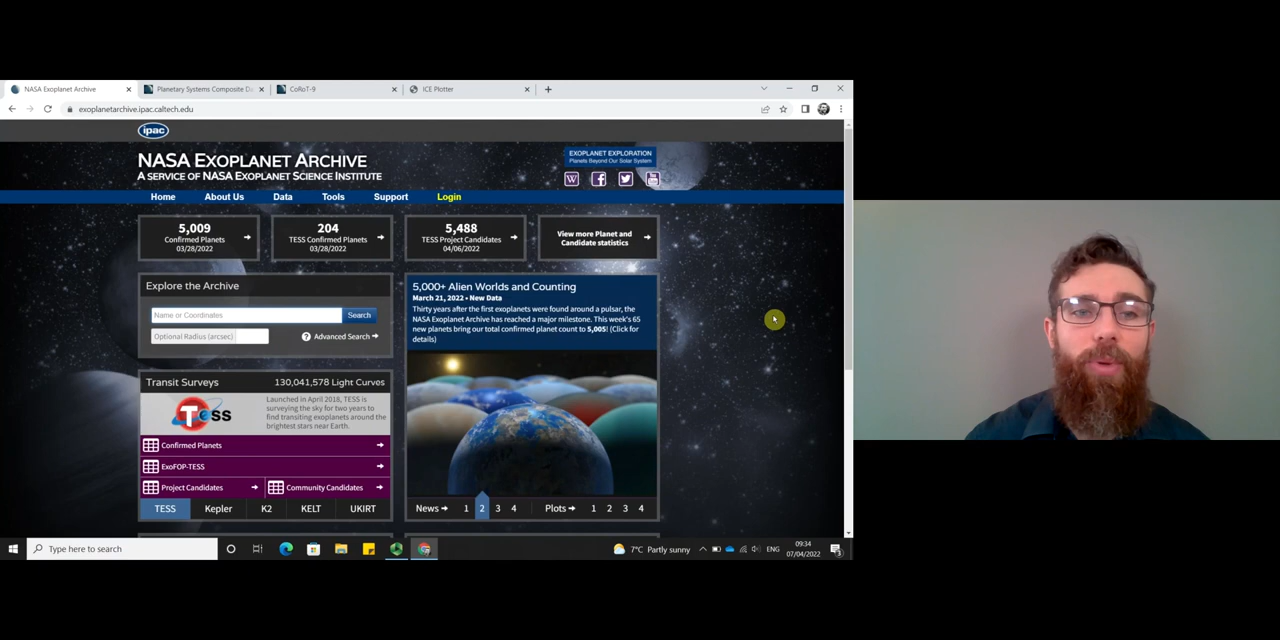 NASA Exoplanet Archive
Planetary Systems Composite Da
CoRoT-9
ICE Plotter
exoplanetarchive.ipac.caltech.edu
ipac
NASA EXOPLANET ARCHIVE
A SERVICE OF NASA EXOPLANET SCIENCE INSTITUTE
EXOPLANET EXPLORATION
Planets Beyond Our Solar System
W
You
Home About Us Data Tools Support Login
5,009
Confirmed Planets
03/28/2022
204
TESS Confirmed Planets
03/28/2022
5,488
TESS Project Candidates
04/06/2022
View more Planet and
Candidate statistics
Explore the Archive
Name or Coordinates
Search
Optional Radius (arcsec)
? Advanced Search
5,000+ Alien Worlds and Counting
March 21, 2022 • New Data
Thirty years after the first exoplanets were found around a pulsar, the
NASA Exoplanet Archive has reached a major milestone. This week's 65
new planets bring our total confirmed planet count to 5,005! (Click for
details)
Transit Surveys 130,041,578 Light Curves
Tess
Launched in April 2018, TESS is
surveying the sky for two years to
find transiting exoplanets around the
brightest stars near Earth.
Confirmed Planets
ExoFOP-TESS
Project Candidates
Community Candidates
TESS Kepler K2 KELT UKIRT
News 1 2 3 4 Plots 1 2 3 4
Type here to search
7°C Partly sunny
ENG
09:34
07/04/2022